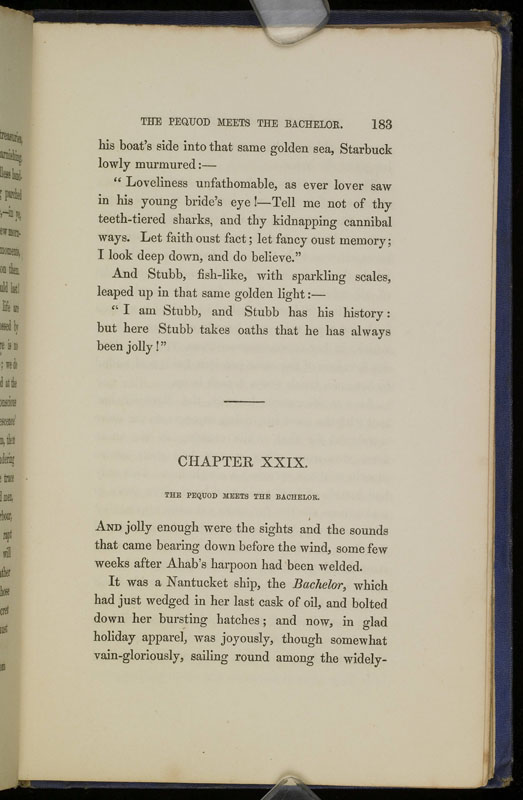 THE PEQUOD MEETS THE BACHELOR. 183
his boat's side into that same golden sea, Starbuck
lowly murmured:—
"Loveliness unfathomable, as ever lover saw
in his young bride's eye!—Tell me not of thy
teeth-tiered sharks, and thy kidnapping cannibal
ways. Let faith oust fact; let fancy oust memory;
I look deep down, and do believe."
And Stubb, fish-like, with sparkling scales,
leaped up in that same golden light:—
"I am Stubb, and Stubb has his history:
but here Stubb takes oaths that he has always
been jolly!"
CHAPTER XXIX.
THE PEQUOD MEETS THE BACHELOR.
AND jolly enough were the sights and the sounds
that came bearing down before the wind, some few
weeks after Ahab's harpoon had been welded.
It was a Nantucket ship, the Bachelor, which
had just wedged in her last cask of oil, and bolted
down her bursting hatches; and now, in glad
holiday apparel, was joyously, though somewhat
vain-gloriously, sailing round among the widely-